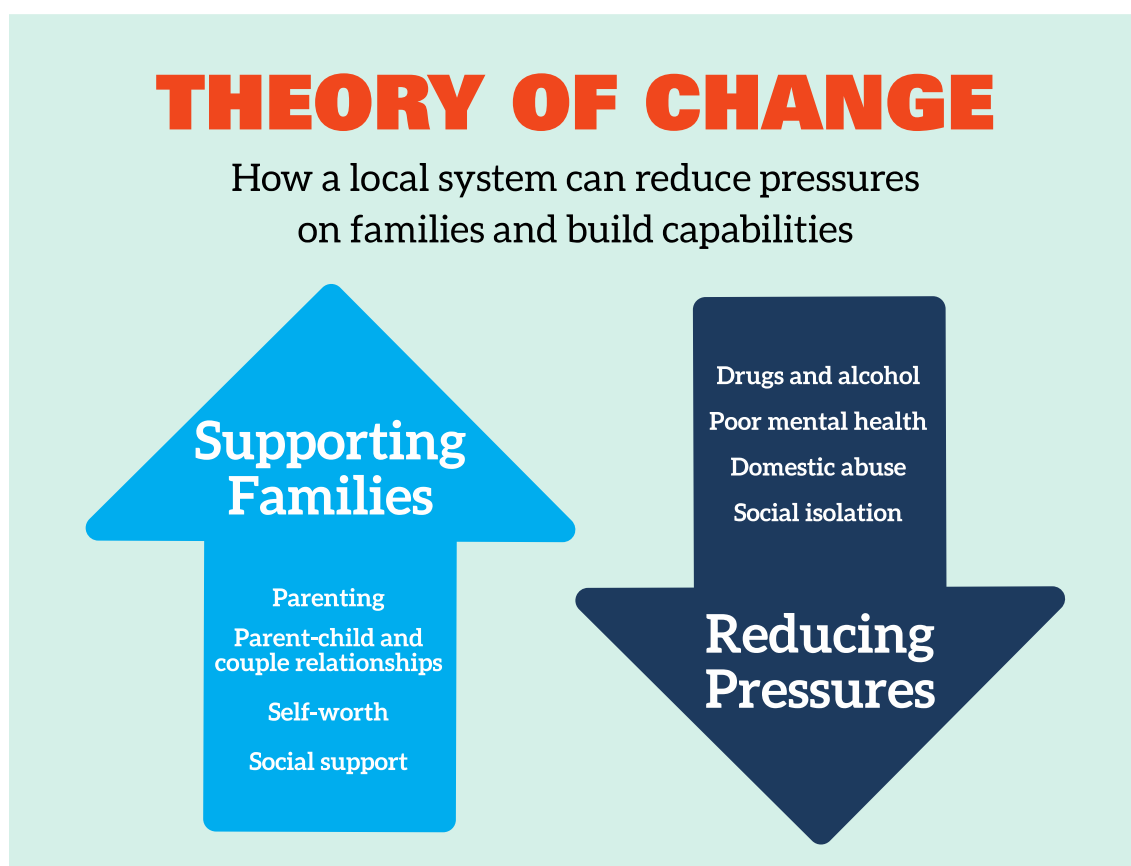 THEORY OF CHANGE
How a local system can reduce pressures
on families and build capabilities
Supporting
Families
Parenting
Parent-child and
couple relationships
Self-worth
Social support
Drugs and alcohol
Poor mental health
Domestic abuse
Social isolation
Reducing
Pressures